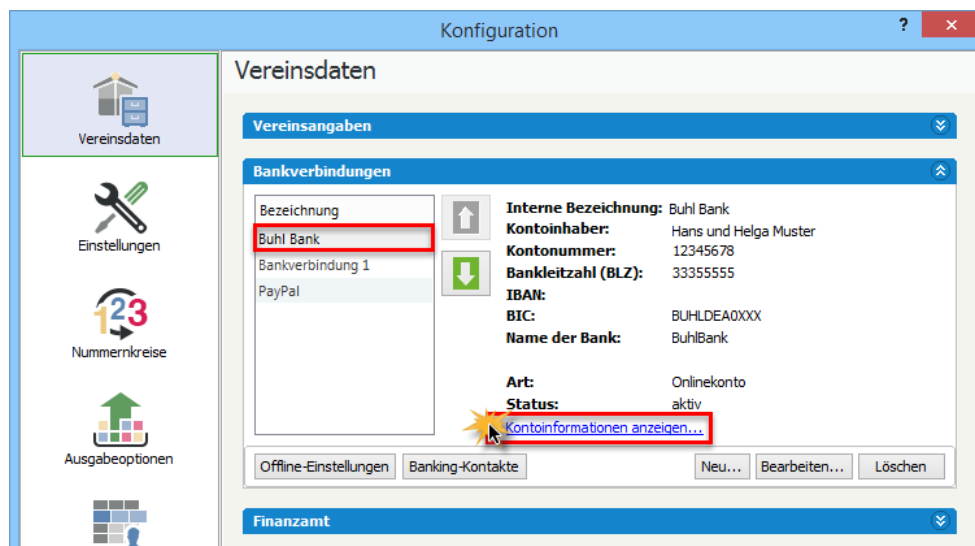 Konfiguration
?
×
Vereinsdaten
Einstellungen
123
Nummernkreise
Ausgabeoptionen
Vereinsdaten
Vereinsangaben
Bankverbindungen
Bezeichnung
Buhl Bank
Bankverbindung 1
PayPal
Interne Bezeichnung: Buhl Bank
Kontoinhaber: Hans und Helga Muster
Kontonummer: 12345678
Bankleitzahl (BLZ): 33355555
IBAN:
BIC: BUHLDEA0XXX
Name der Bank: BuhlBank
Art: Onlinekonto
Status: aktiv
Kontoinformationen anzeigen...
Offline-Einstellungen Banking-Kontakte Neu... Bearbeiten... Löschen
Finanzamt